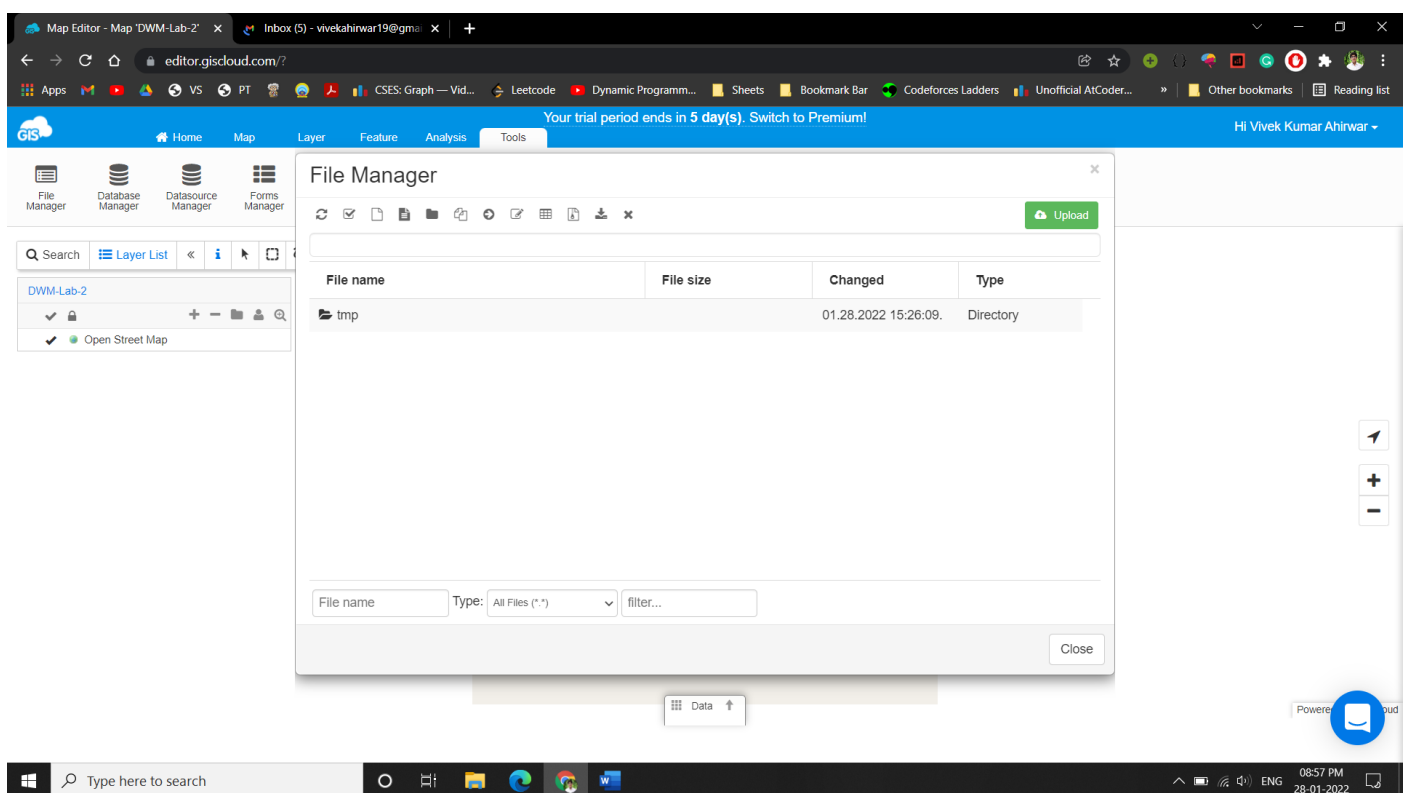 Map Editor - Map 'DWM-Lab-2' Inbox (5) - vivekahirwar19@gmai
editor.giscloud.com/?
Apps VS PT CSES: Graph — Vid... Leetcode Dynamic Programm... Sheets Bookmark Bar Codeforces Ladders Unofficial AtCoder... » Other bookmarks Reading list
Your trial period ends in 5 day(s). Switch to Premium!
GIS Home Map Layer Feature Analysis Tools Hi Vivek Kumar Ahirwar
File Manager Database Manager Datasource Manager Forms Manager
File Manager
Upload
Search Layer List
File name File size Changed Type
DWM-Lab-2
tmp 01.28.2022 15:26:09. Directory
Open Street Map
File name Type: All Files (*.*) filter...
Close
Data
Type here to search ENG 08:57 PM
28-01-2022